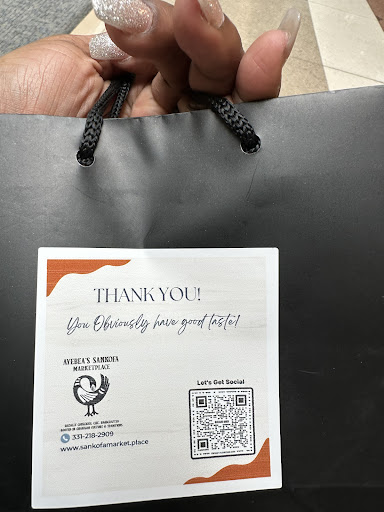 THANK YOU!
You Obviously have good taste!
AYEBEA'S SANKOFA
MARKETPLACE
Let's Get Social
331-218-2909
www.sankofamarket.place